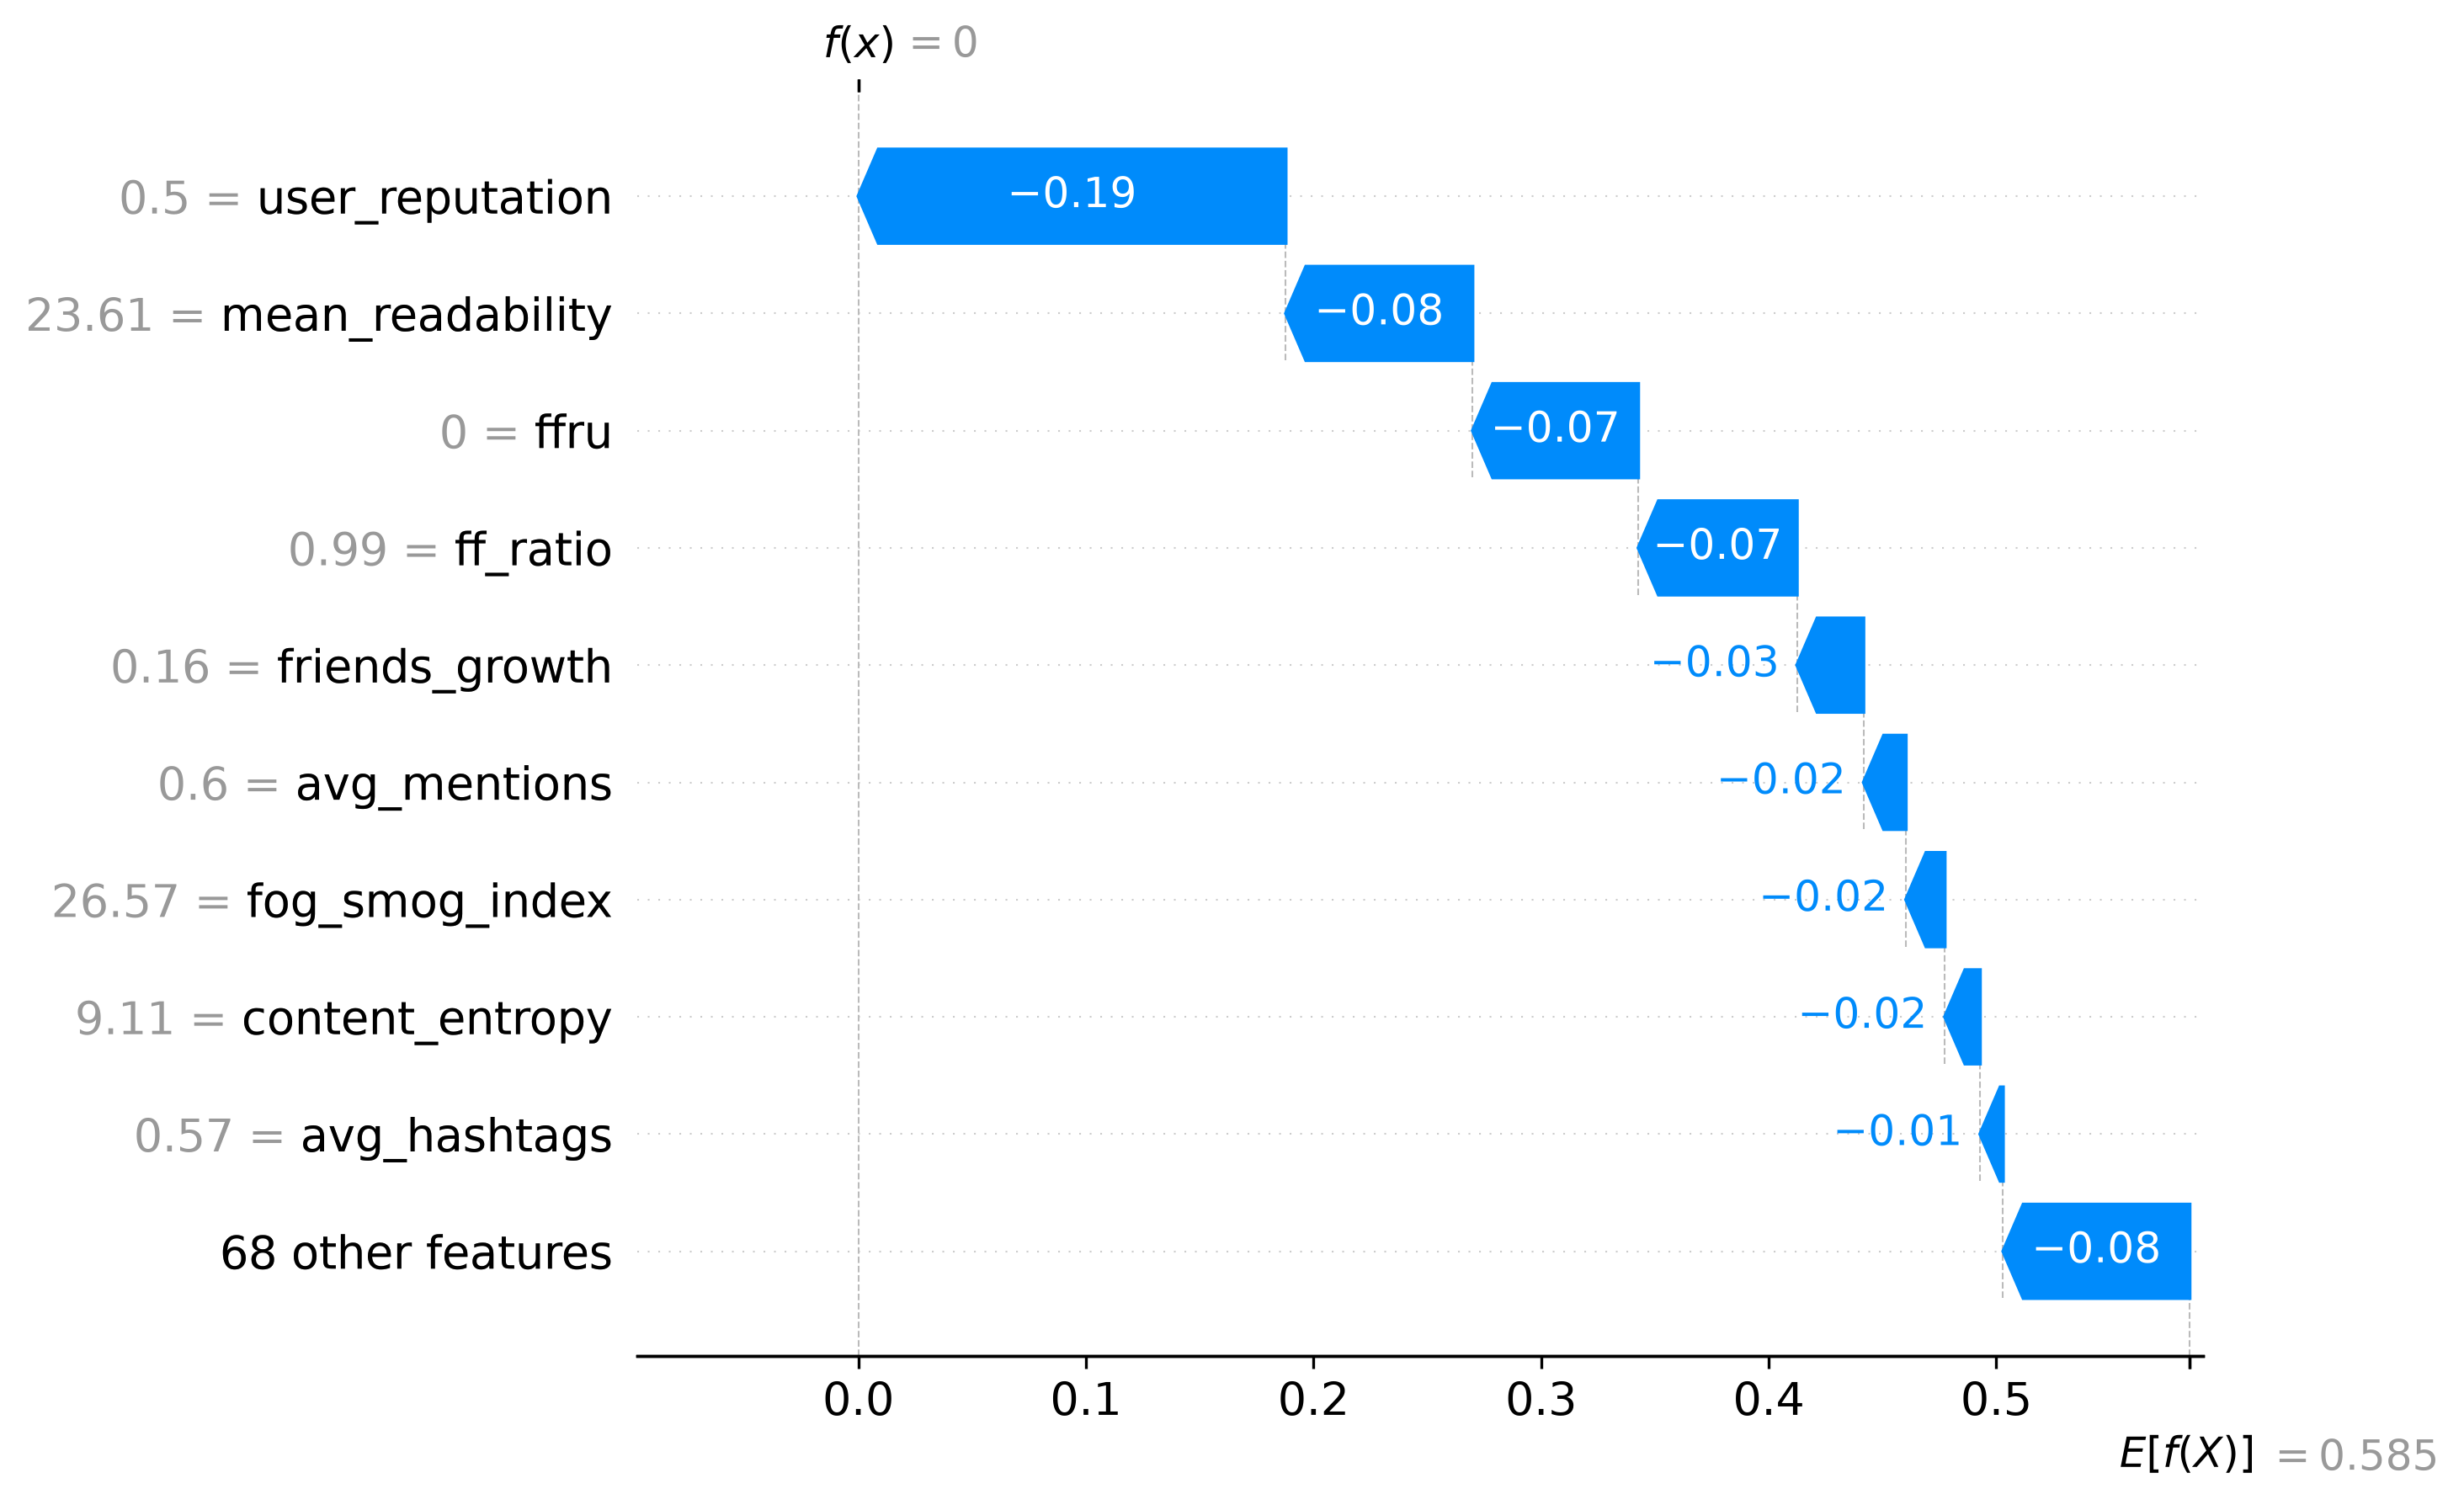 f(x) = 0
0.5 = user_reputation −0.19
23.61 = mean_readability −0.08
0 = ffru −0.07
0.99 = ff_ratio −0.07
0.16 = friends_growth −0.03
0.6 = avg_mentions −0.02
26.57 = fog_smog_index −0.02
9.11 = content_entropy −0.02
0.57 = avg_hashtags −0.01
68 other features −0.08
0.0 0.1 0.2 0.3 0.4 0.5
E[f(X)] = 0.585